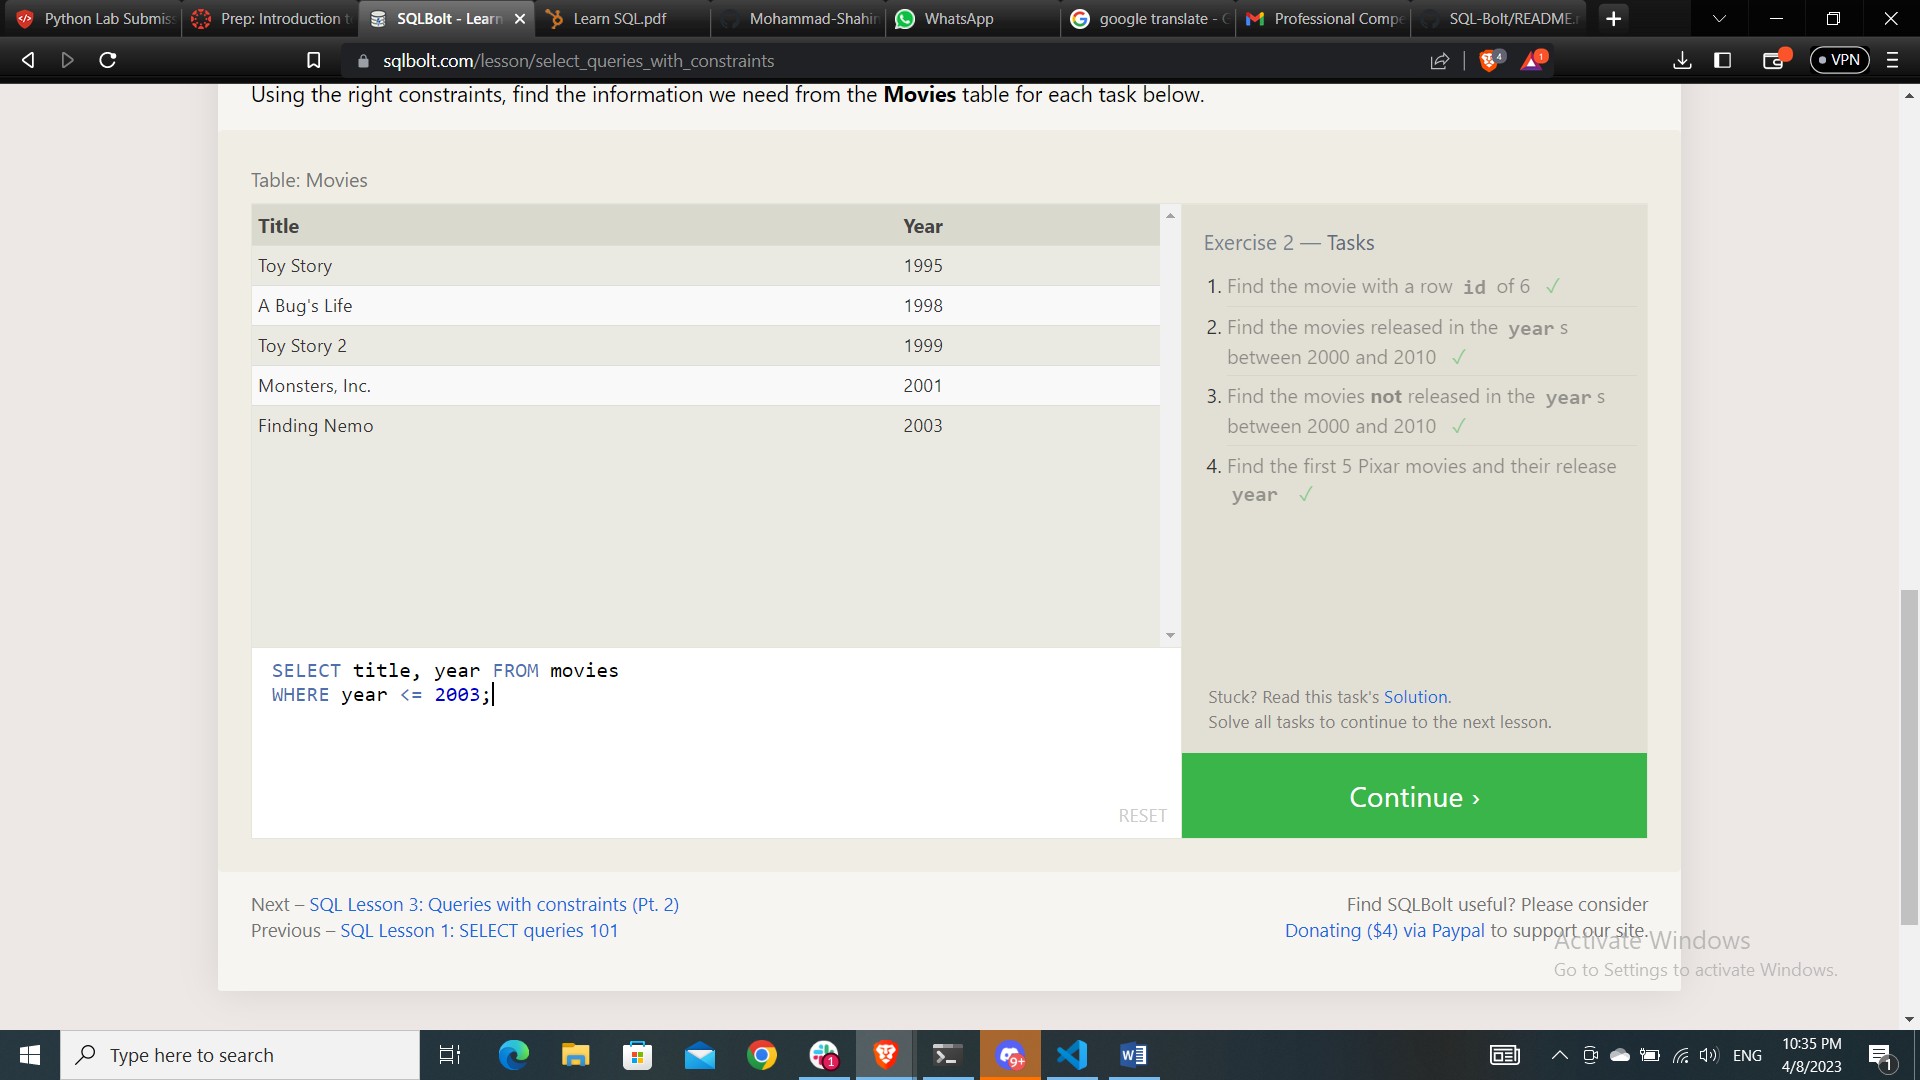 Python Lab Submiss
Prep: Introduction t
SQLBolt - Learn
Learn SQL.pdf
Mohammad-Shahin
WhatsApp
google translate - G
Professional Compe
SQL-Bolt/README.m
sqlbolt.com/lesson/select_queries_with_constraints
4
1
VPN
Using the right constraints, find the information we need from the Movies table for each task below.
Table: Movies
Title Year
Toy Story 1995
A Bug's Life 1998
Toy Story 2 1999
Monsters, Inc. 2001
Finding Nemo 2003
SELECT title, year FROM movies
WHERE year <= 2003;
RESET
Exercise 2 — Tasks
1. Find the movie with a row id of 6 ✓
2. Find the movies released in the year s
between 2000 and 2010 ✓
3. Find the movies not released in the year s
between 2000 and 2010 ✓
4. Find the first 5 Pixar movies and their release
year ✓
Stuck? Read this task's Solution.
Solve all tasks to continue to the next lesson.
Continue ›
Next – SQL Lesson 3: Queries with constraints (Pt. 2)
Previous – SQL Lesson 1: SELECT queries 101
Find SQLBolt useful? Please consider
Donating ($4) via Paypal to support our site.
Activate Windows
Go to Settings to activate Windows.
Type here to search
1
9+
ENG
10:35 PM
4/8/2023
1